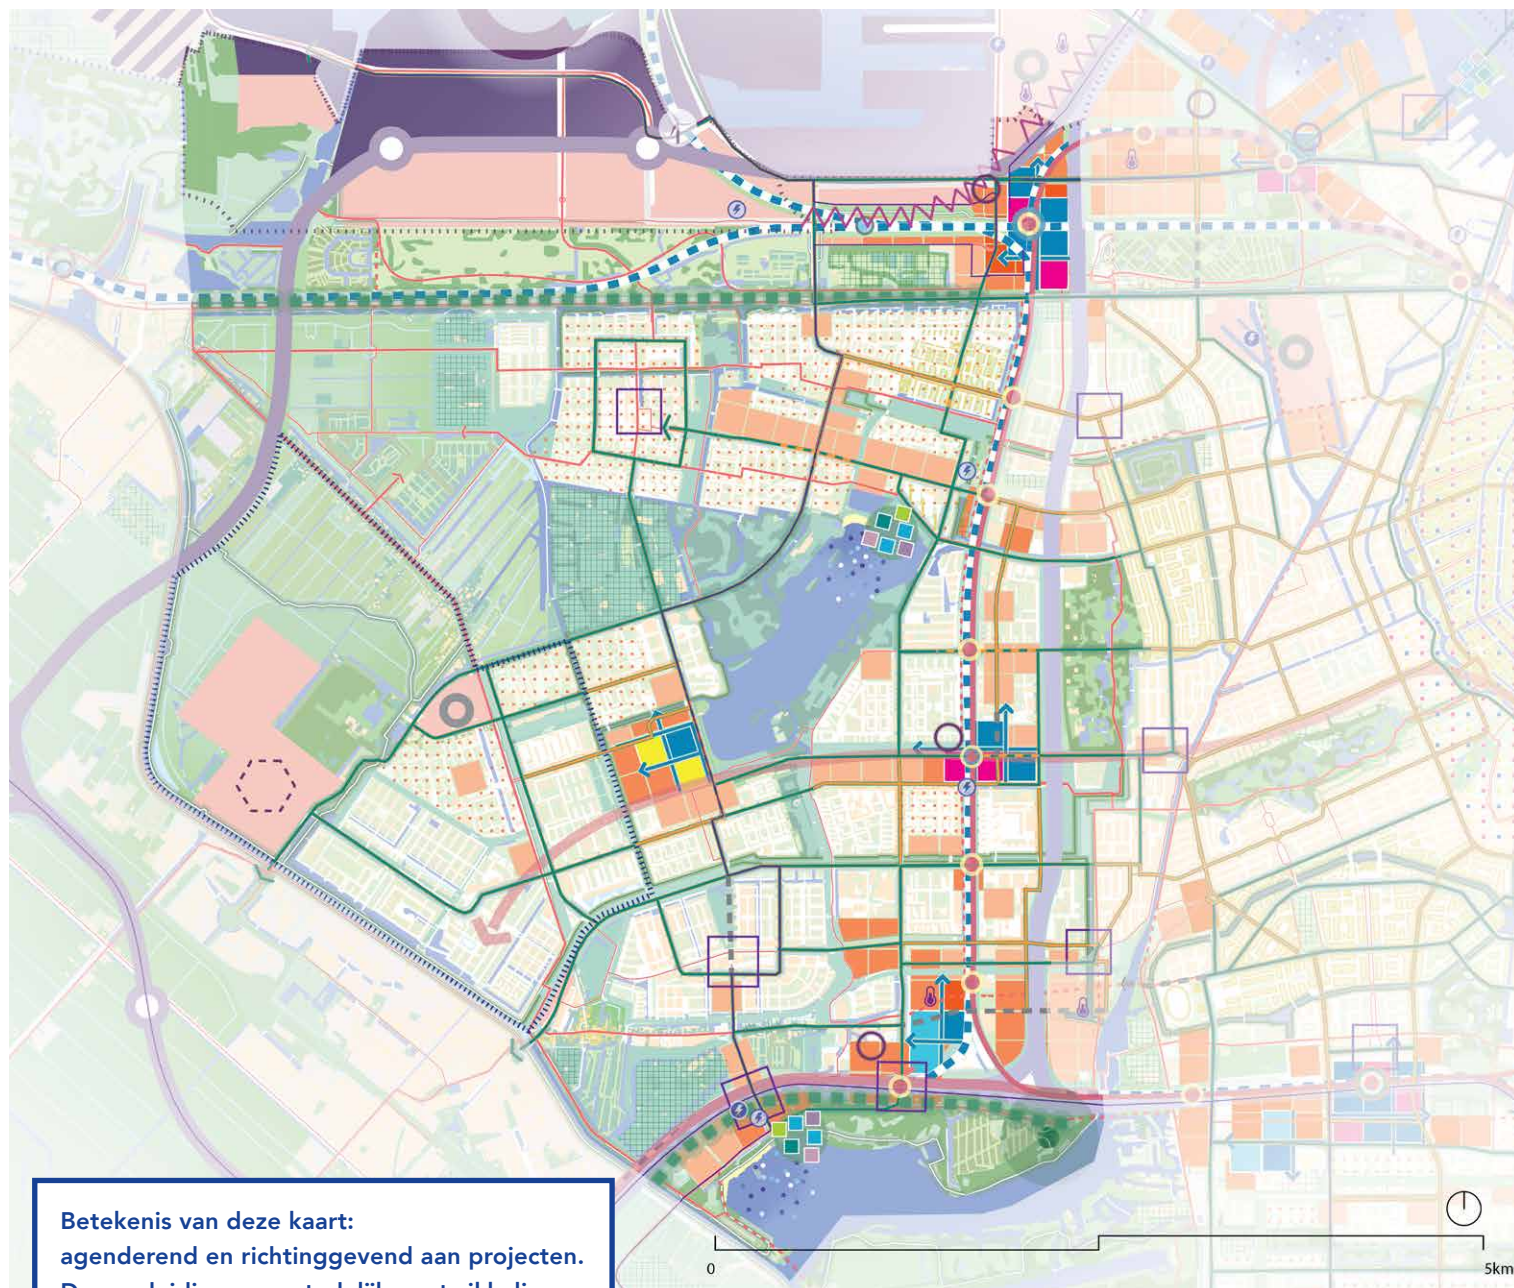 Betekenis van deze kaart:
agenderend en richtinggevend aan projecten.
0
5km